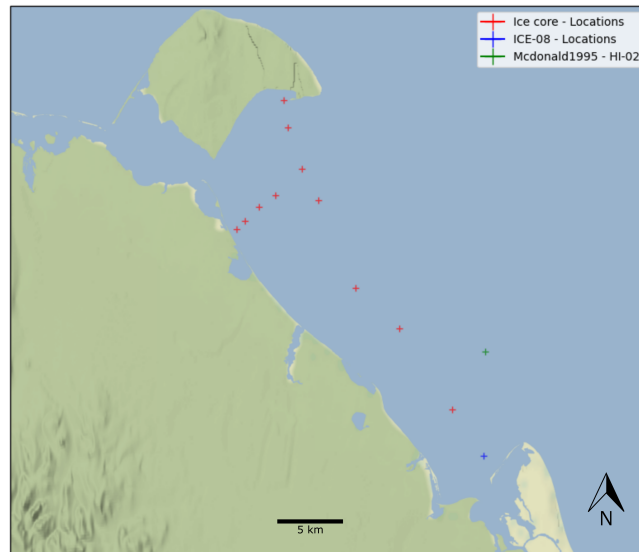 Ice core - Locations
ICE-08 - Locations
Mcdonald1995 - HI-02
5 km
N